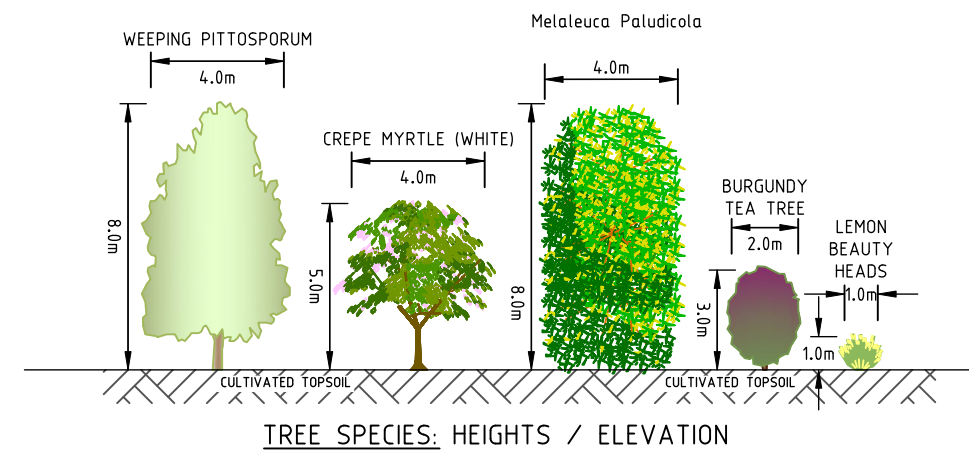 Melaleuca Paludicola
WEEPING PITTOSPORUM
4.0m
4.0m
CREPE MYRTLE (WHITE)
4.0m
BURGUNDY
TEA TREE
2.0m
LEMON
BEAUTY
HEADS
1.0m
8.0m
5.0m
8.0m
3.0m
1.0m
CULTIVATED TOPSOIL
CULTIVATED TOPSOIL
TREE SPECIES: HEIGHTS / ELEVATION